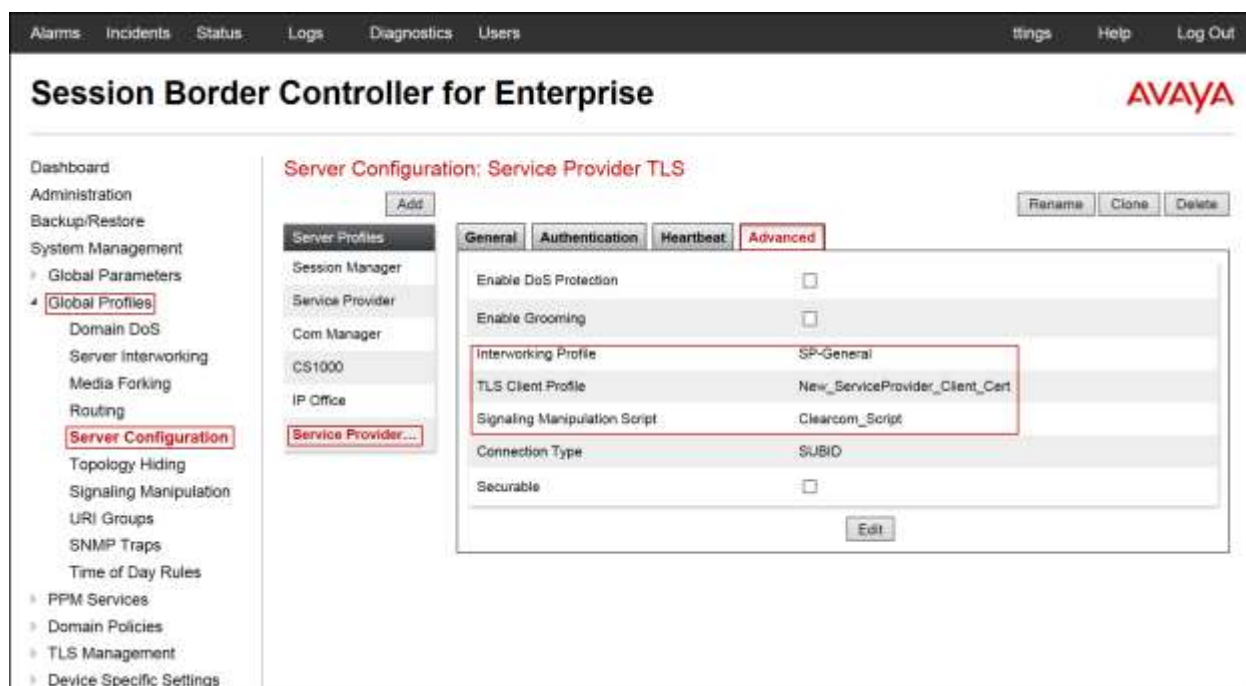 Alarms Incidents Status Logs Diagnostics Users ttings Help Log Out
Session Border Controller for Enterprise
AVAYA
Dashboard
Administration
Backup/Restore
System Management
Global Parameters
Global Profiles
Domain DoS
Server Interworking
Media Forking
Routing
Server Configuration
Topology Hiding
Signaling Manipulation
URI Groups
SNMP Traps
Time of Day Rules
PPM Services
Domain Policies
TLS Management
Device Specific Settings
Server Configuration: Service Provider TLS
Add
Rename Clone Delete
Server Profiles
Session Manager
Service Provider
Com Manager
CS1000
IP Office
Service Provider...
General Authentication Heartbeat Advanced
Enable DoS Protection
Enable Grooming
Interworking Profile SP-General
TLS Client Profile New_ServiceProvider_Client_Cert
Signaling Manipulation Script Clearcom_Script
Connection Type SUBID
Securable
Edit